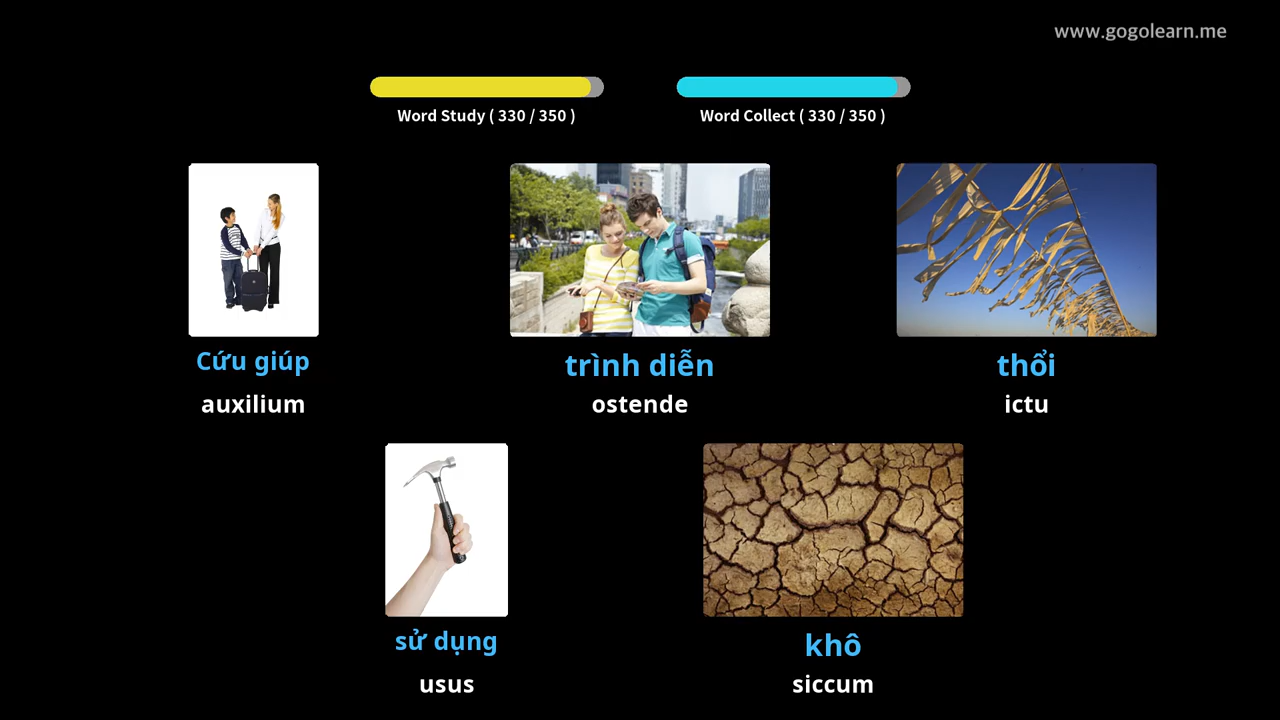 www.gogolearn.me
Word Study ( 330 / 350 )
Word Collect ( 330 / 350 )
Cứu giúp
auxilium
trình diễn
ostende
thổi
ictu
sử dụng
usus
khô
siccum